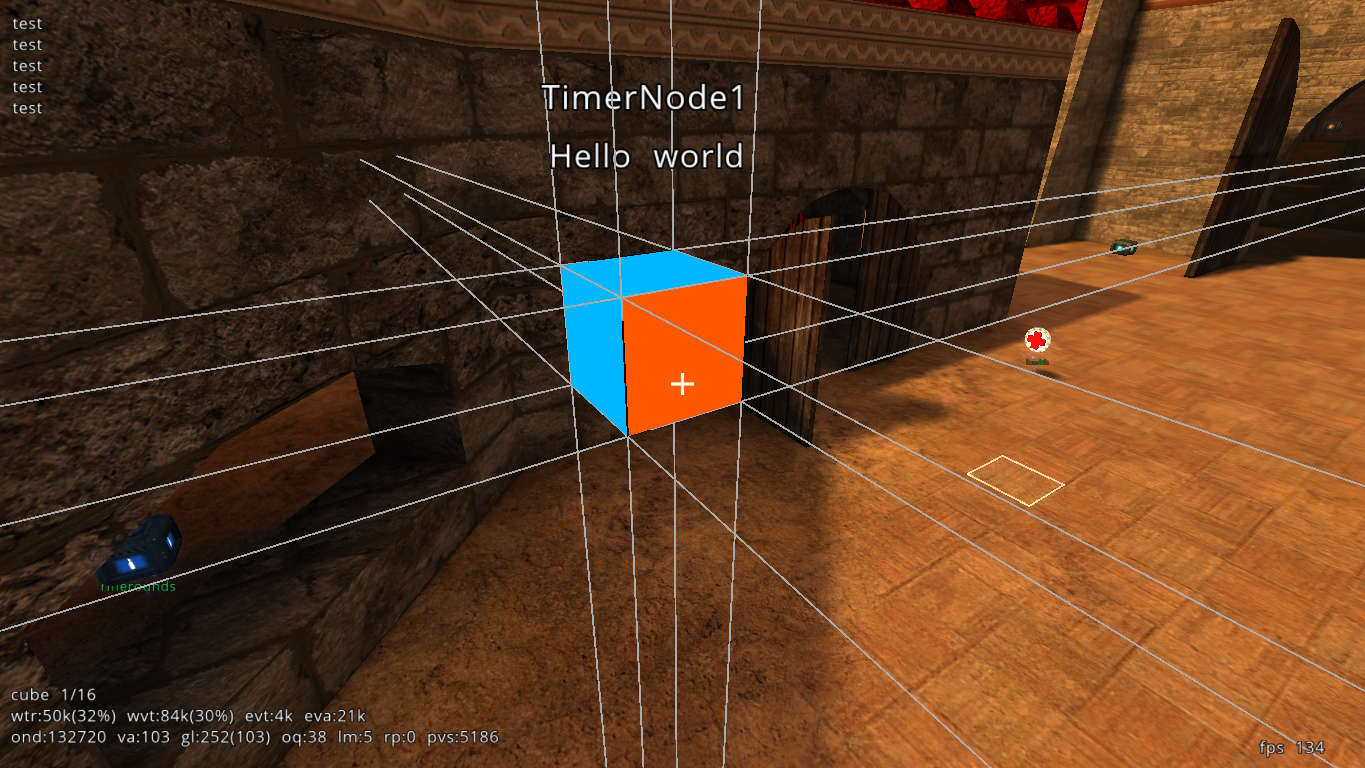 test
test
test
test
test
TimerNode1
Hello world
cube 1/16
wtr:50k(32%) wvt:84k(30%) evt:4k eva:21k
ond:132720 va:103 gl:252(103) oq:38 lm:5 rp:0 pvs:5186
fps 134